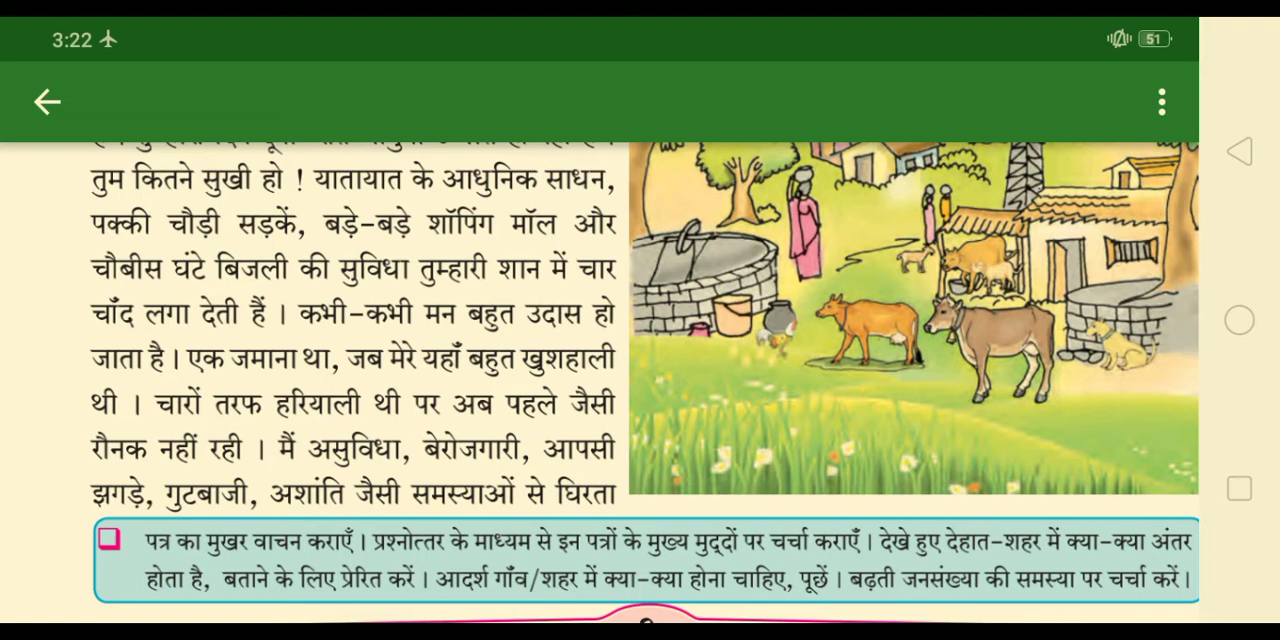 3:22
51
तुम कितने सुखी हो ! यातायात के आधुनिक साधन,
पक्की चौड़ी सड़कें, बड़े-बड़े शॉपिंग मॉल और
चौबीस घंटे बिजली की सुविधा तुम्हारी शान में चार
चाँद लगा देती हैं । कभी-कभी मन बहुत उदास हो
जाता है । एक जमाना था, जब मेरे यहाँ बहुत खुशहाली
थी । चारों तरफ हरियाली थी पर अब पहले जैसी
रौनक नहीं रही । मैं असुविधा, बेरोजगारी, आपसी
झगड़े, गुटबाजी, अशांति जैसी समस्याओं से घिरता
पत्र का मुखर वाचन कराएँ । प्रश्नोत्तर के माध्यम से इन पत्रों के मुख्य मुद्दों पर चर्चा कराएँ । देखे हुए देहात-शहर में क्या-क्या अंतर
होता है, बताने के लिए प्रेरित करें । आदर्श गाँव/शहर में क्या-क्या होना चाहिए, पूछें । बढ़ती जनसंख्या की समस्या पर चर्चा करें ।